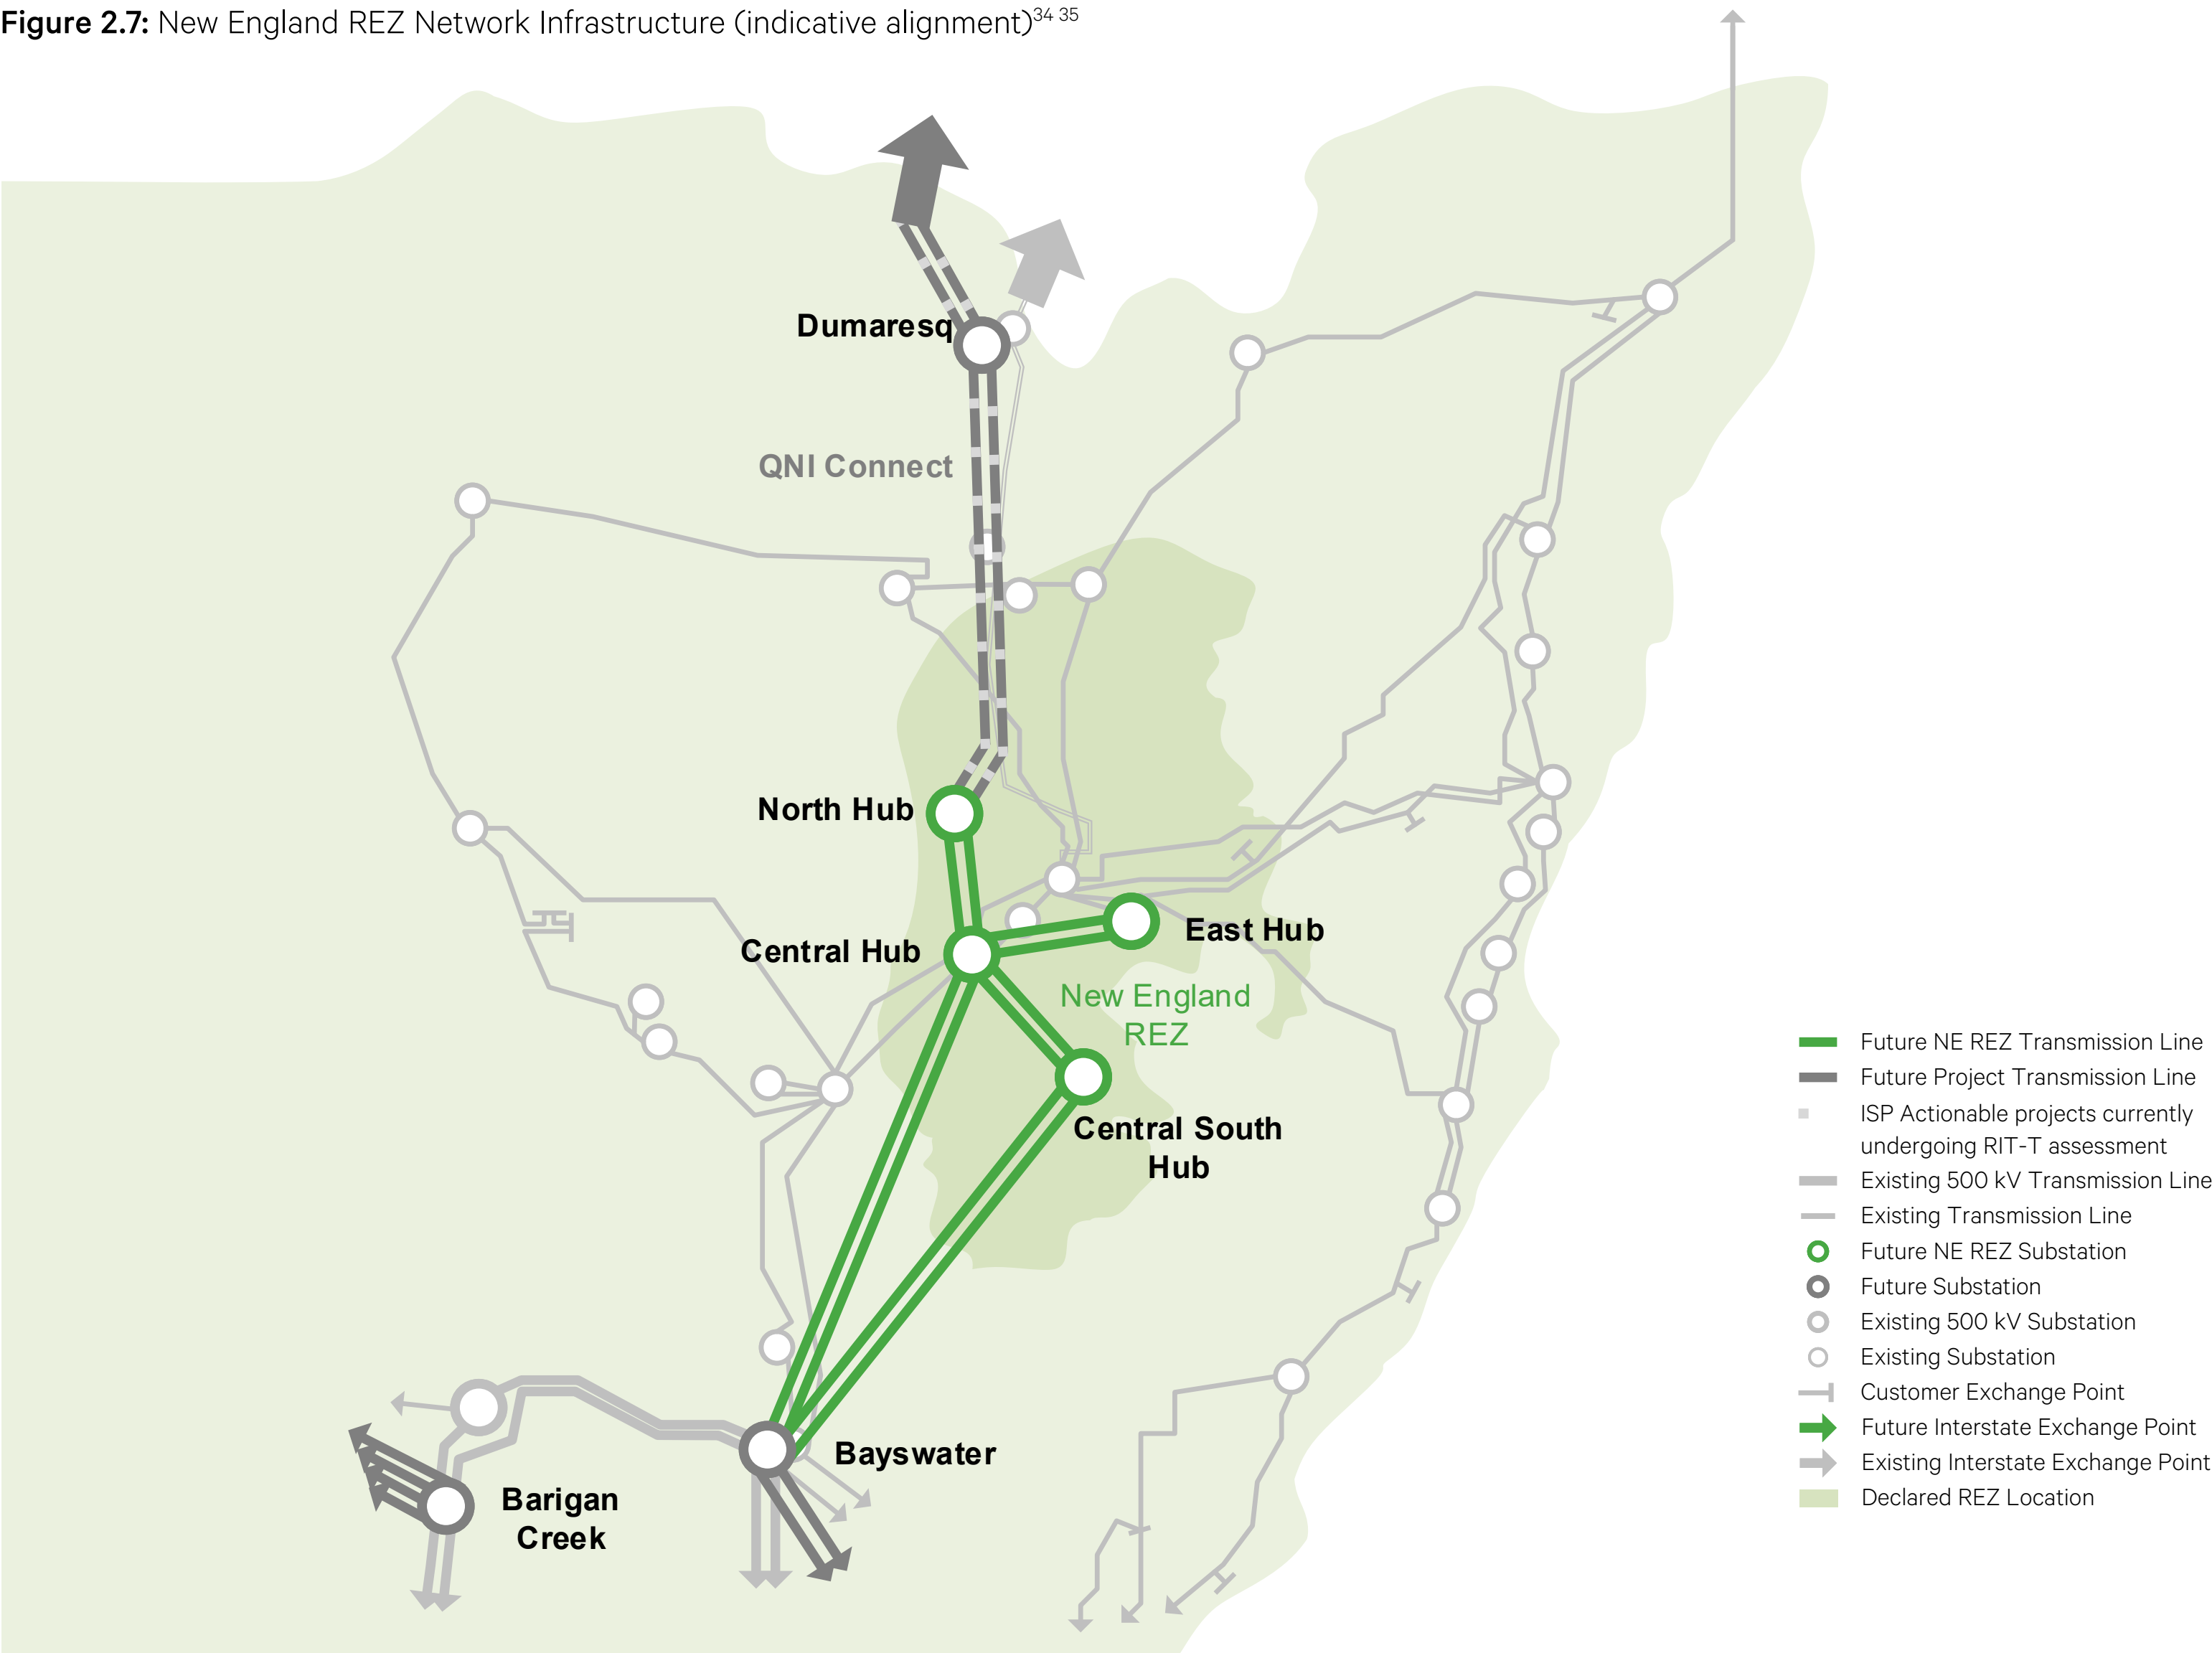 Figure 2.7: New England REZ Network Infrastructure (indicative alignment)34 35
Dumaresq
QNI Connect
North Hub
East Hub
Central Hub
New England
REZ
Central South
Hub
Bayswater
Barigan
Creek
Future NE REZ Transmission Line
Future Project Transmission Line
ISP Actionable projects currently
undergoing RIT-T assessment
Existing 500 kV Transmission Line
Existing Transmission Line
Future NE REZ Substation
Future Substation
Existing 500 kV Substation
Existing Substation
Customer Exchange Point
Future Interstate Exchange Point
Existing Interstate Exchange Point
Declared REZ Location